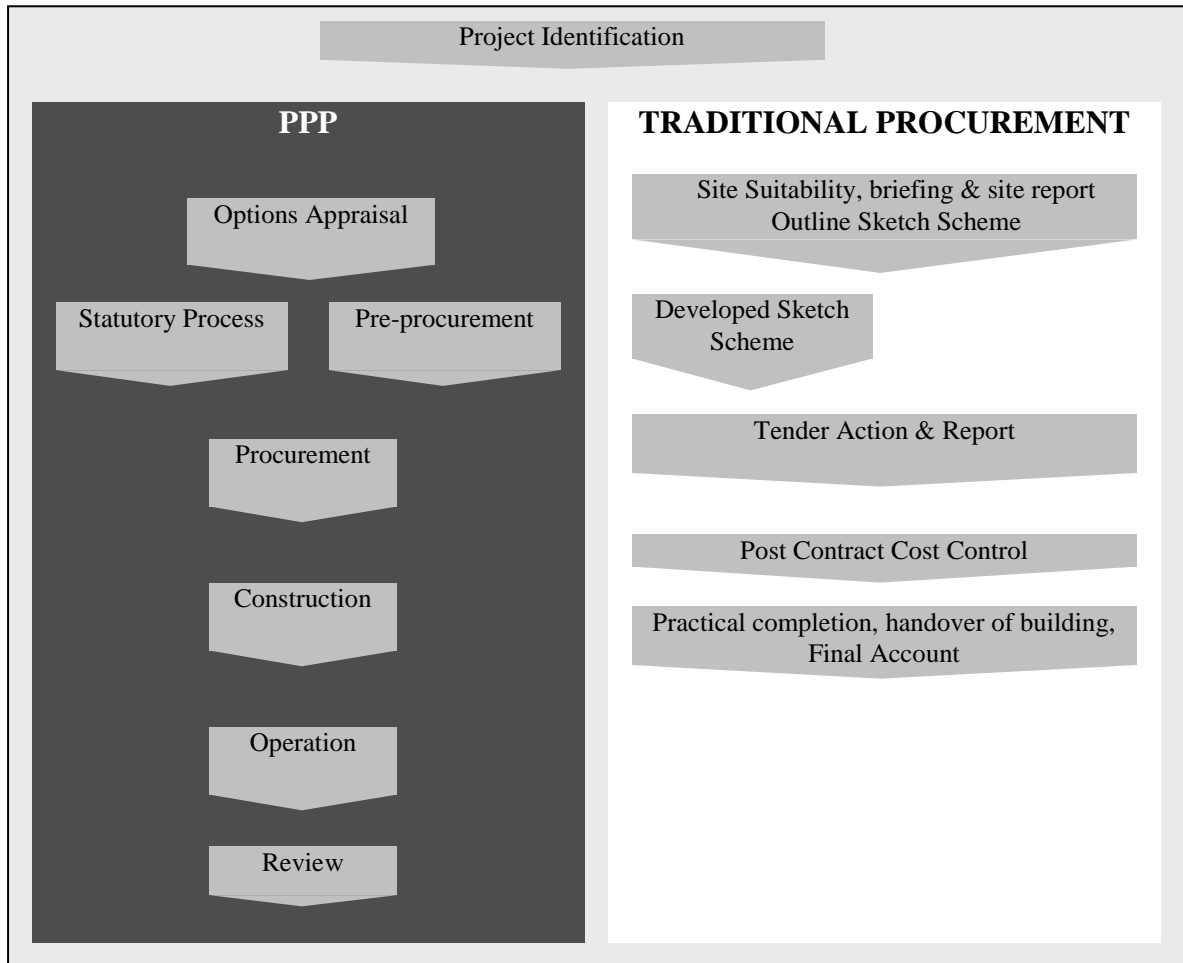 Project Identification
PPP
Options Appraisal
Statutory Process
Pre-procurement
Procurement
Construction
Operation
Review
TRADITIONAL PROCUREMENT
Site Suitability, briefing & site report
Outline Sketch Scheme
Developed Sketch
Scheme
Tender Action & Report
Post Contract Cost Control
Practical completion, handover of building,
Final Account